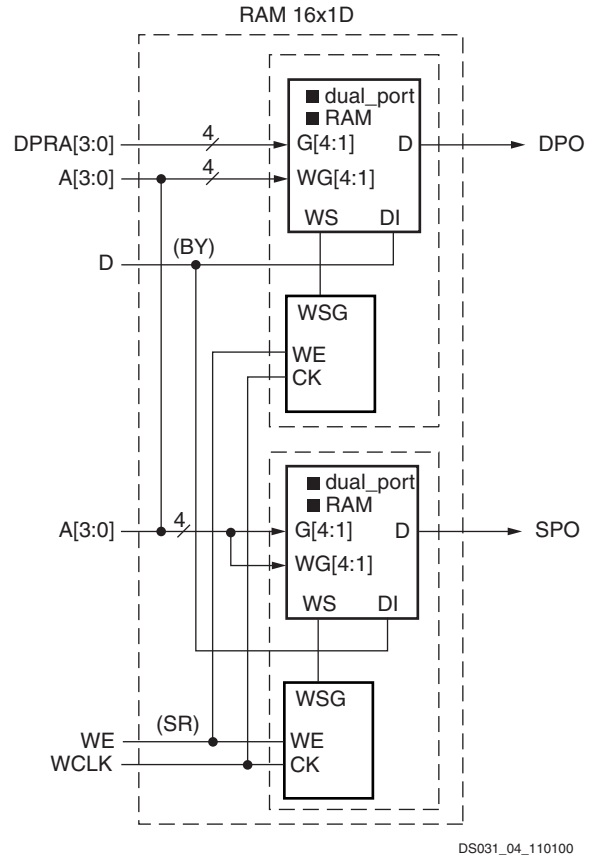 RAM 16x1D
dual_port
RAM
DPRA[3:0] 4 G[4:1] D DPO
A[3:0] 4 WG[4:1]
WS DI
D (BY)
WSG
WE
CK
dual_port
RAM
A[3:0] 4 G[4:1] D SPO
WG[4:1]
WS DI
WSG
WE (SR) WE
WCLK CK
DS031_04_110100